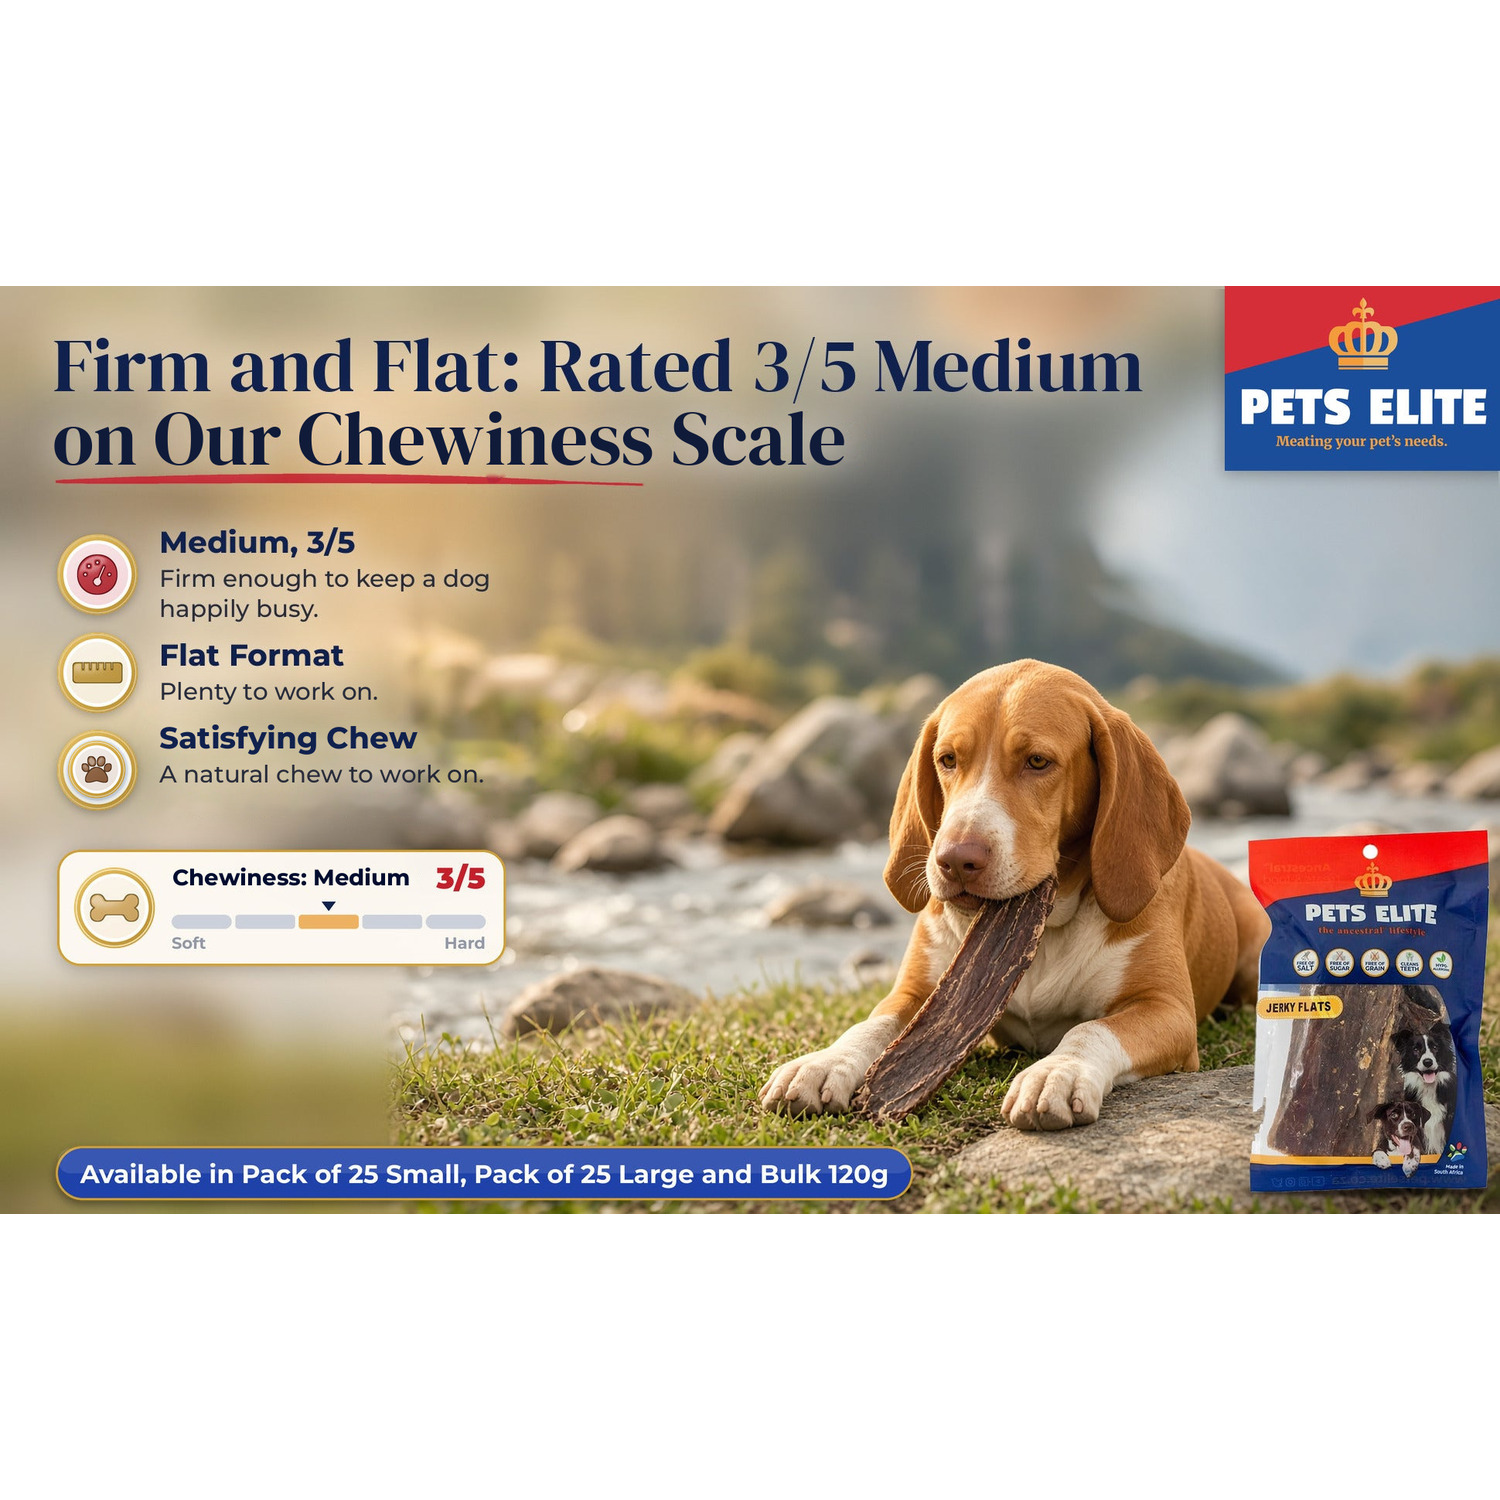 Firm and Flat: Rated 3/5 Medium
on Our Chewiness Scale
PETS ELITE
Meating your pet's needs.
Medium, 3/5
Firm enough to keep a dog
happily busy.
Flat Format
Plenty to work on.
Satisfying Chew
A natural chew to work on.
Chewiness: Medium 3/5
Soft Hard
PETS ELITE
the ancestral lifestyle
FREE OF SALT
FREE OF SUGAR
FREE OF GRAIN
CLEANS TEETH
JERKY FLATS
Made in
South Africa
Available in Pack of 25 Small, Pack of 25 Large and Bulk 120g